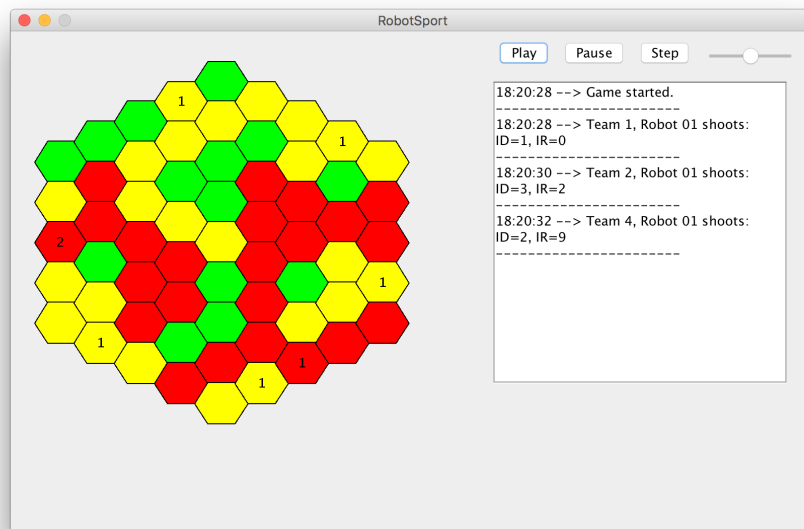 RobotSport
Play Pause Step
18:20:28 --> Game started.
------------------------
18:20:28 --> Team 1, Robot 01 shoots:
ID=1, IR=0
------------------------
18:20:30 --> Team 2, Robot 01 shoots:
ID=3, IR=2
------------------------
18:20:32 --> Team 4, Robot 01 shoots:
ID=2, IR=9
------------------------
1
1
2
1
1
1
1